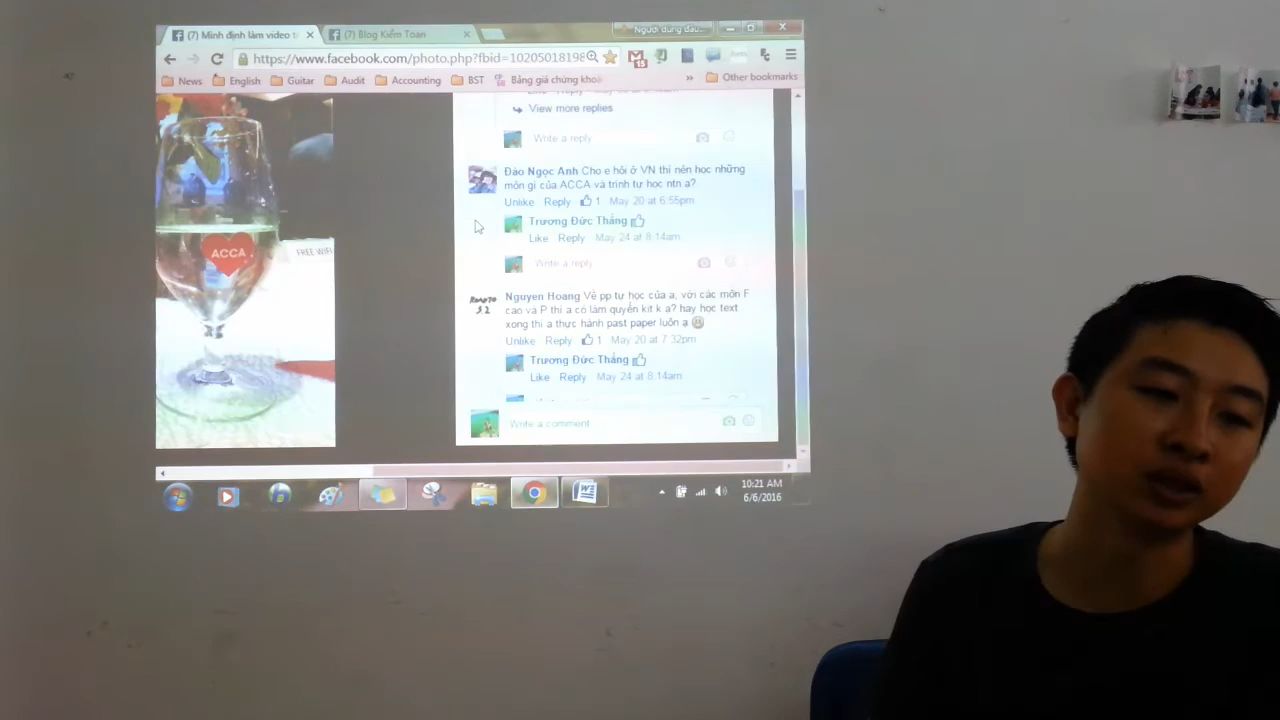 (7) Mình định làm video t
(7) Blog Kiểm Toán
Người dùng đầu...
https://www.facebook.com/photo.php?fbid=10205018198
15
News
English
Guitar
Audit
Accounting
BST
Bảng giá chứng khoá
»
Other bookmarks
ACCA
FREE WIFI
View more replies
Write a reply
Đào Ngọc Anh Cho e hỏi ở VN thì nên học những
môn gì của ACCA và trình tự học ntn ạ?
Unlike Reply 1 May 20 at 6:55pm
Trương Đức Thắng
Like Reply May 24 at 8:14am
Write a reply
Nguyen Hoang Về pp tự học của a, với các môn F
cao và P thì a có làm quyển kit k ạ? hay học text
xong thì a thực hành past paper luôn ạ
Unlike Reply 1 May 20 at 7:32pm
Trương Đức Thắng
Like Reply May 24 at 8:14am
Write a comment
10:21 AM
6/6/2016